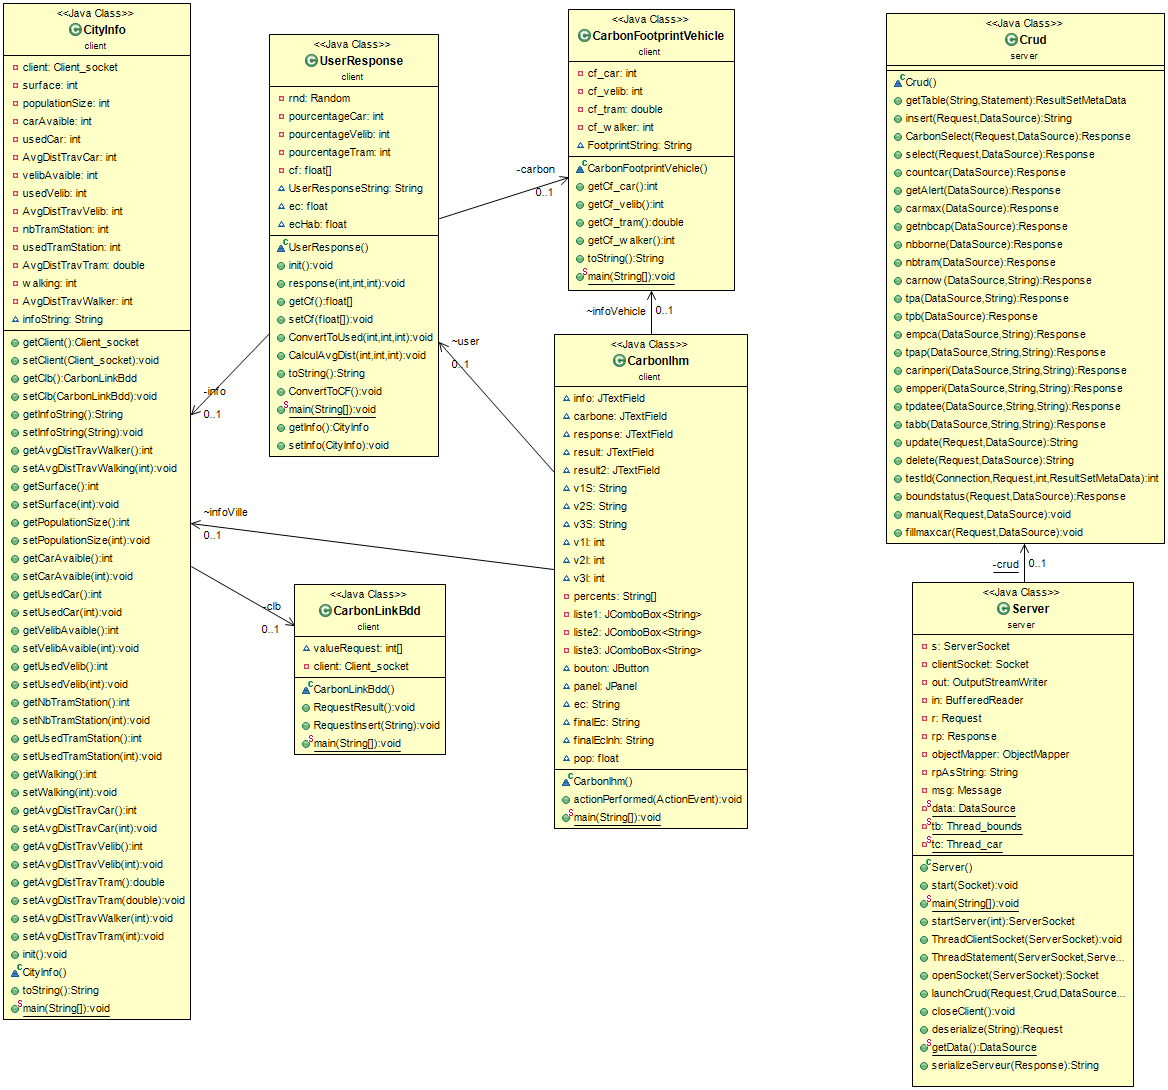 <<Java Class>>
CityInfo
client
client: Client_socket
surface: int
populationSize: int
carAvaible: int
usedCar: int
AvgDistTravCar: int
velibAvaible: int
usedVelib: int
AvgDistTravVelib: int
nbTramStation: int
usedTramStation: int
AvgDistTravTram: double
walking: int
AvgDistTravWalker: int
infoString: String
getClient():Client_socket
setClient(Client_socket):void
getClb():CarbonLinkBdd
setClb(CarbonLinkBdd):void
getInfoString():String
setInfoString(String):void
getAvgDistTravWalker():int
setAvgDistTravWalking(int):void
getSurface():int
setSurface(int):void
getPopulationSize():int
setPopulationSize(int):void
getCarAvaible():int
setCarAvaible(int):void
getUsedCar():int
setUsedCar(int):void
getVelibAvaible():int
setVelibAvaible(int):void
getUsedVelib():int
setUsedVelib(int):void
getNbTramStation():int
setNbTramStation(int):void
getUsedTramStation():int
setUsedTramStation(int):void
getWalking():int
setWalking(int):void
getAvgDistTravCar():int
setAvgDistTravCar(int):void
getAvgDistTravVelib():int
setAvgDistTravVelib(int):void
getAvgDistTravTram():double
setAvgDistTravTram(double):void
setAvgDistTravWalker(int):void
setAvgDistTravTram(int):void
init():void
CityInfo()
toString():String
main(String[]):void
<<Java Class>>
UserResponse
client
rnd: Random
pourcentageCar: int
pourcentageVelib: int
pourcentageTram: int
cf: float[]
UserResponseString: String
ec: float
ecHab: float
UserResponse()
init():void
response(int,int,int):void
getCf():float[]
setCf(float[]):void
ConvertToUsed(int,int,int):void
CalculAvgDist(int,int,int):void
toString():String
ConvertToCF():void
main(String[]):void
getInfo():CityInfo
setInfo(CityInfo):void
-carbon
0..1
-info
0..1
~user
0..1
~infoVille
0..1
-clb
0..1
<<Java Class>>
CarbonLinkBdd
client
valueRequest: int[]
client: Client_socket
CarbonLinkBdd()
RequestResult():void
RequestInsert(String):void
main(String[]):void
<<Java Class>>
CarbonFootprintVehicle
client
cf_car: int
cf_velib: int
cf_tram: double
cf_walker: int
FootprintString: String
CarbonFootprintVehicle()
getCf_car():int
getCf_velib():int
getCf_tram():double
getCf_walker():int
toString():String
main(String[]):void
~infoVehicle
0..1
<<Java Class>>
CarbonIhm
client
info: JTextField
carbone: JTextField
response: JTextField
result: JTextField
result2: JTextField
v1S: String
v2S: String
v3S: String
v1I: int
v2I: int
v3I: int
percents: String[]
liste1: JComboBox<String>
liste2: JComboBox<String>
liste3: JComboBox<String>
bouton: JButton
panel: JPanel
ec: String
finalEc: String
finalEcInh: String
pop: float
CarbonIhm()
actionPerformed(ActionEvent):void
main(String[]):void
<<Java Class>>
Crud
server
Crud()
getTable(String,Statement):ResultSetMetaData
insert(Request,DataSource):String
CarbonSelect(Request,DataSource):Response
select(Request,DataSource):Response
countcar(DataSource):Response
getAlert(DataSource):Response
carmax(DataSource):Response
getnbcap(DataSource):Response
nbborne(DataSource):Response
nbtram(DataSource):Response
carnow(DataSource,String):Response
tpa(DataSource,String):Response
tpb(DataSource):Response
empca(DataSource,String):Response
tpap(DataSource,String,String):Response
carinperi(DataSource,String,String):Response
empperi(DataSource,String,String):Response
tpdatee(DataSource,String,String):Response
tabb(DataSource,String,String):Response
update(Request,DataSource):String
delete(Request,DataSource):String
testId(Connection,Request,int,ResultSetMetaData):int
boundstatus(Request,DataSource):Response
manual(Request,DataSource):void
fillmaxcar(Request,DataSource):void
-crud
0..1
<<Java Class>>
Server
server
s: ServerSocket
clientSocket: Socket
out: OutputStreamWriter
in: BufferedReader
r: Request
rp: Response
objectMapper: ObjectMapper
rpAsString: String
msg: Message
data: DataSource
tb: Thread_bounds
tc: Thread_car
Server()
start(Socket):void
main(String[]):void
startServer(int):ServerSocket
ThreadClientSocket(ServerSocket):void
ThreadStatement(ServerSocket,Serve...
openSocket(ServerSocket):Socket
launchCrud(Request,Crud,DataSource...
closeClient():void
deserialize(String):Request
getData():DataSource
serializeServeur(Response):String